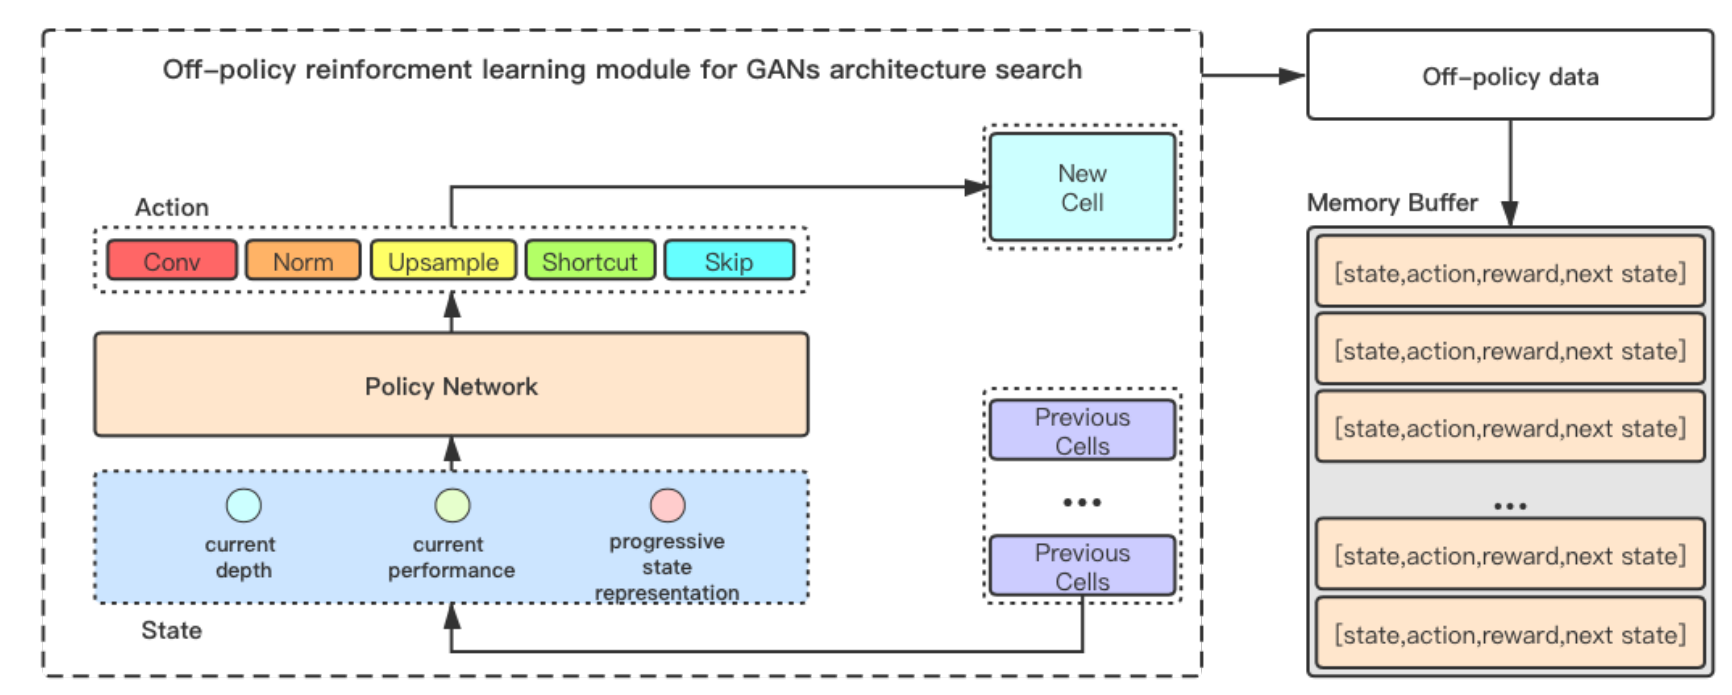 Off-policy reinforcment learning module for GANs architecture search
Action
Conv
Norm
Upsample
Shortcut
Skip
New
Cell
Policy Network
current
depth
current
performance
progressive
state
representation
State
Previous
Cells
...
Previous
Cells
Off-policy data
Memory Buffer
[state,action,reward,next state]
[state,action,reward,next state]
[state,action,reward,next state]
...
[state,action,reward,next state]
[state,action,reward,next state]